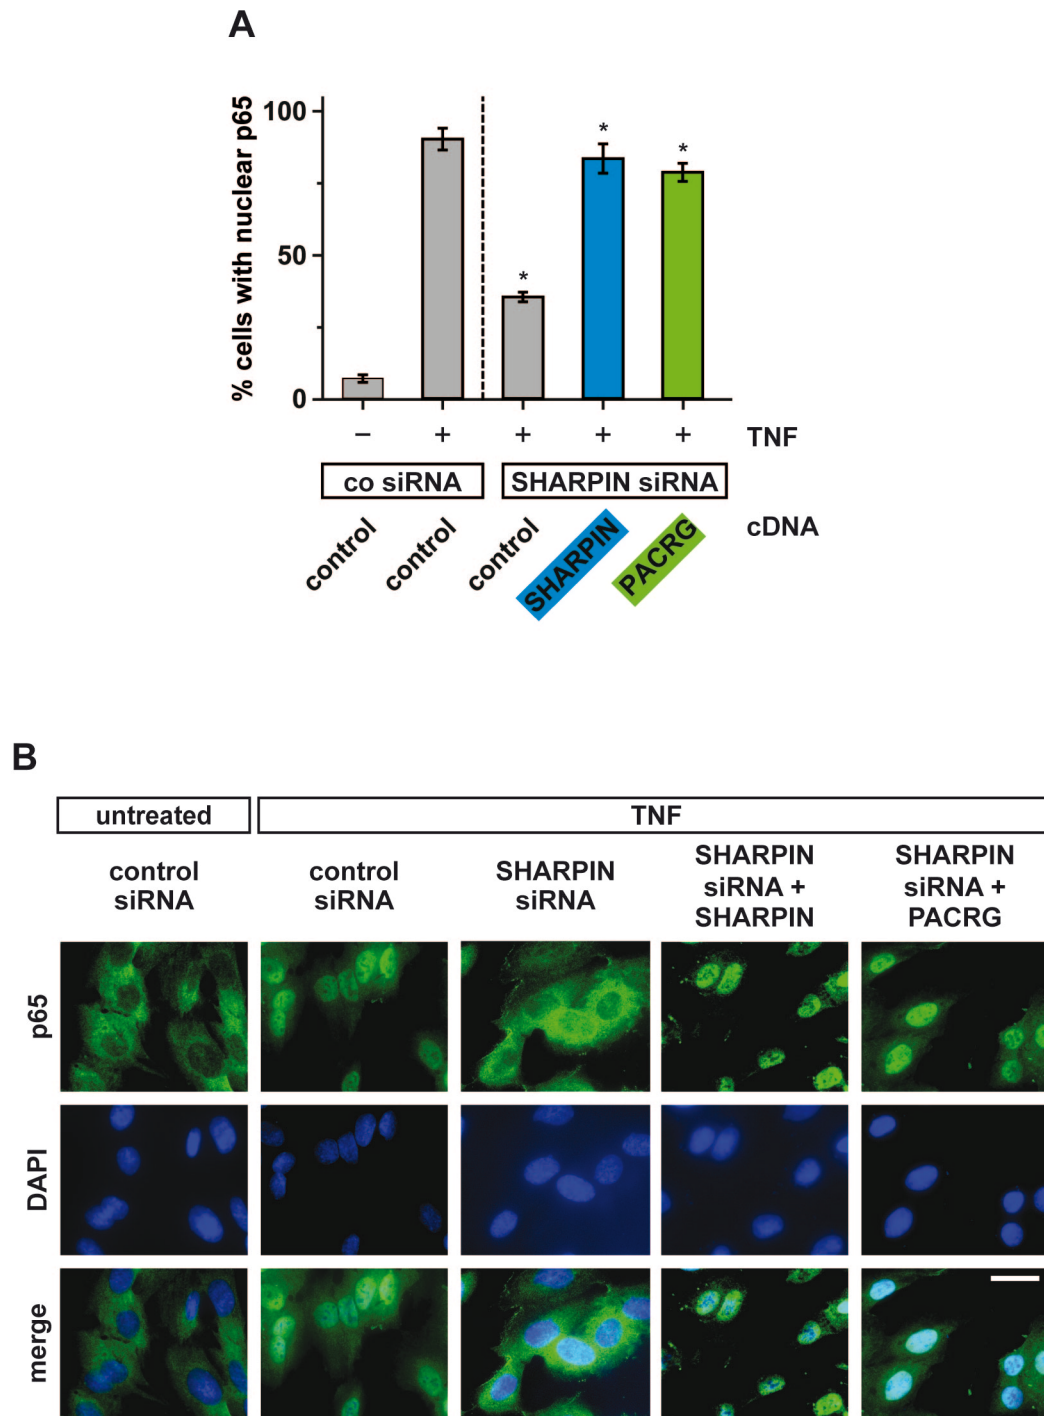 A
% cells with nuclear p65
100
50
0
*
*
*
− + + + + TNF
co siRNA SHARPIN siRNA
control control control SHARPIN PACRG cDNA
B
untreated TNF
control
siRNA
control
siRNA
SHARPIN
siRNA
SHARPIN
siRNA +
SHARPIN
SHARPIN
siRNA +
PACRG
p65
DAPI
merge